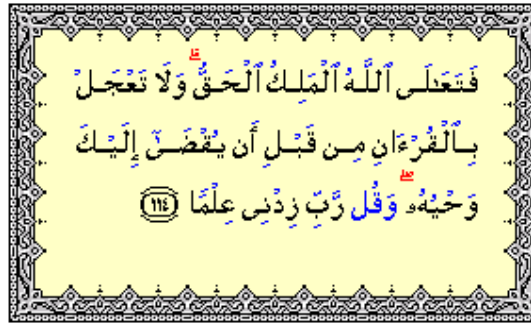 فَتَعَٰلَى ٱللَّهُ ٱلْمَلِكُ ٱلْحَقُّ ۗ وَلَا تَعْجَلْ
بِٱلْقُرْءَانِ مِن قَبْلِ أَن يُقْضَىٰٓ إِلَيْكَ
وَحْيُهُۥ ۖ وَقُل رَّبِّ زِدْنِى عِلْمًا ١١٤